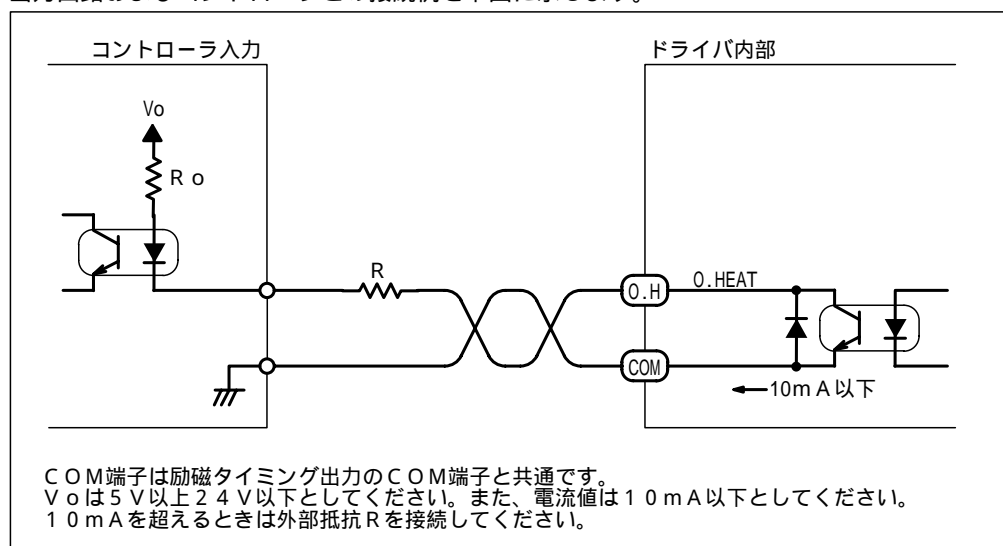 コントローラ入力
ドライバ内部
Vo
Ｒｏ
R
O.H
O.HEAT
COM
10mＡ以下
ＣＯＭ端子は励磁タイミング出力のＣＯＭ端子と共通です。
Ｖｏは５Ｖ以上２４Ｖ以下としてください。また、電流値は１０ｍＡ以下としてください。
１０ｍＡを超えるときは外部抵抗Ｒを接続してください。